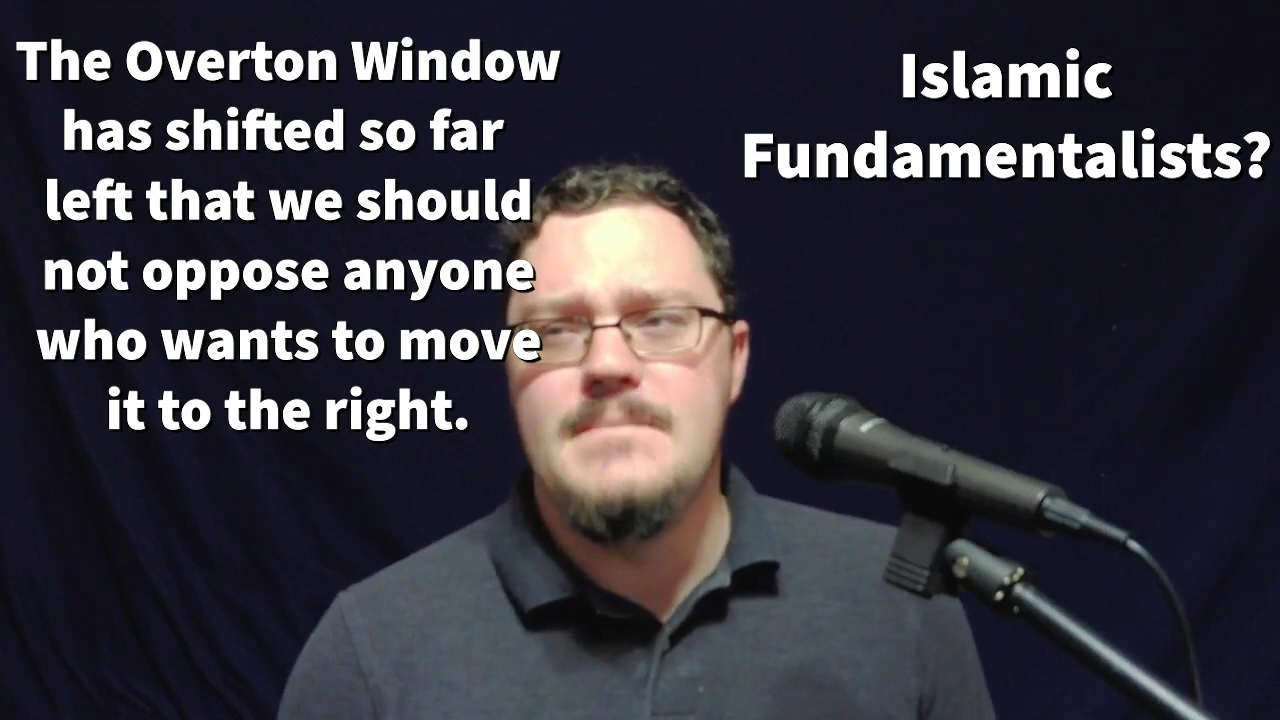 The Overton Window
has shifted so far
left that we should
not oppose anyone
who wants to move
it to the right.
Islamic
Fundamentalists?